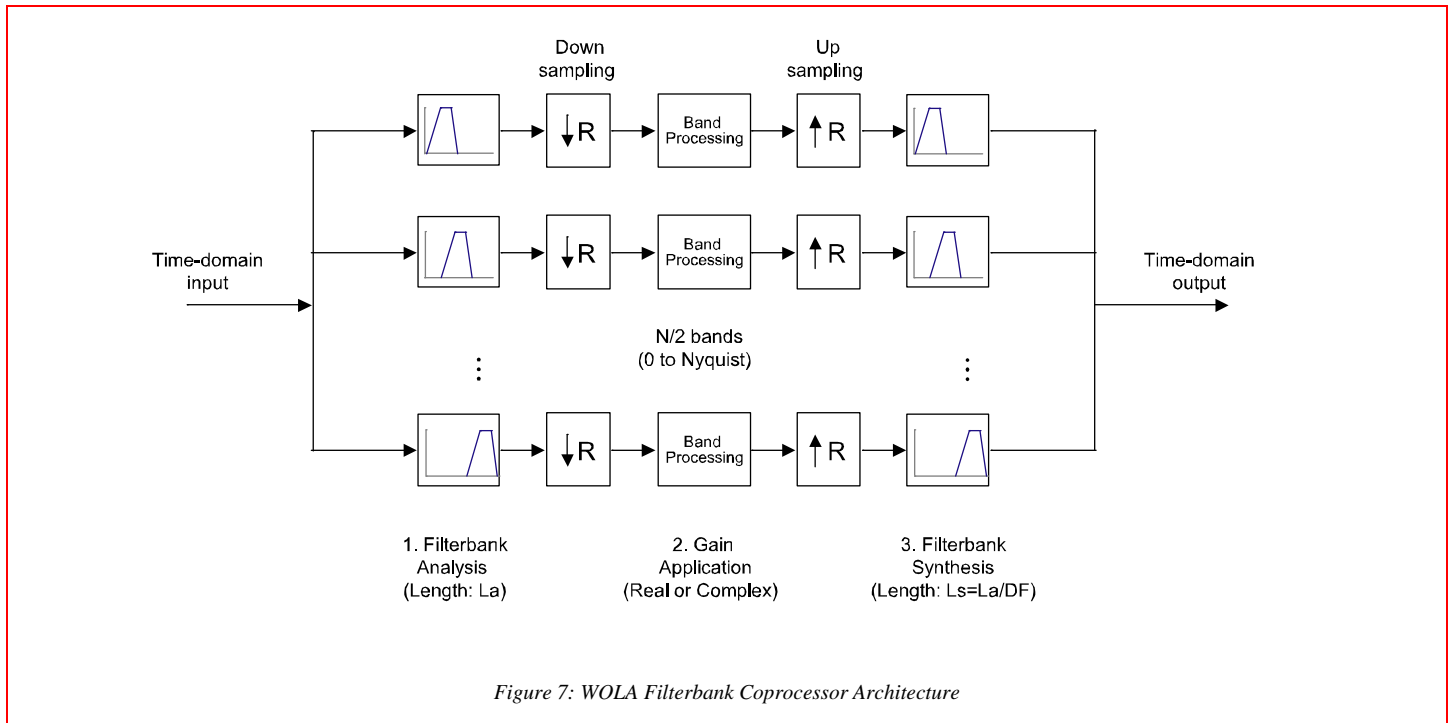 Down
sampling
Up
sampling
↓ R
Band
Processing
↑ R
↓ R
Band
Processing
↑ R
Time-domain
input
Time-domain
output
N/2 bands
(0 to Nyquist)
⋮
⋮
↓ R
Band
Processing
↑ R
1. Filterbank
Analysis
(Length: La)
2. Gain
Application
(Real or Complex)
3. Filterbank
Synthesis
(Length: Ls=La/DF)
Figure 7: WOLA Filterbank Coprocessor Architecture